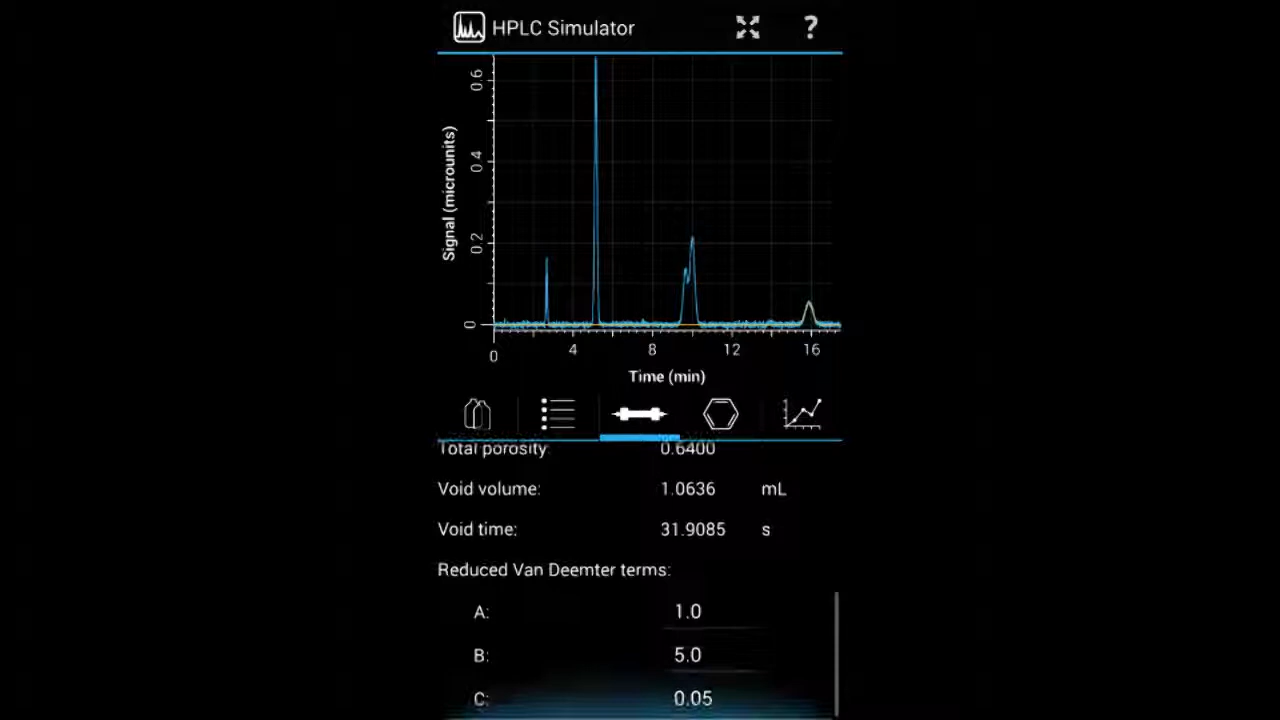 HPLC Simulator ?
0.6
0.4
0.2
0
Signal (microunits)
0 4 8 12 16
Time (min)
Total porosity: 0.6400
Void volume: 1.0636 mL
Void time: 31.9085 s
Reduced Van Deemter terms:
A: 1.0
B: 5.0
C: 0.05